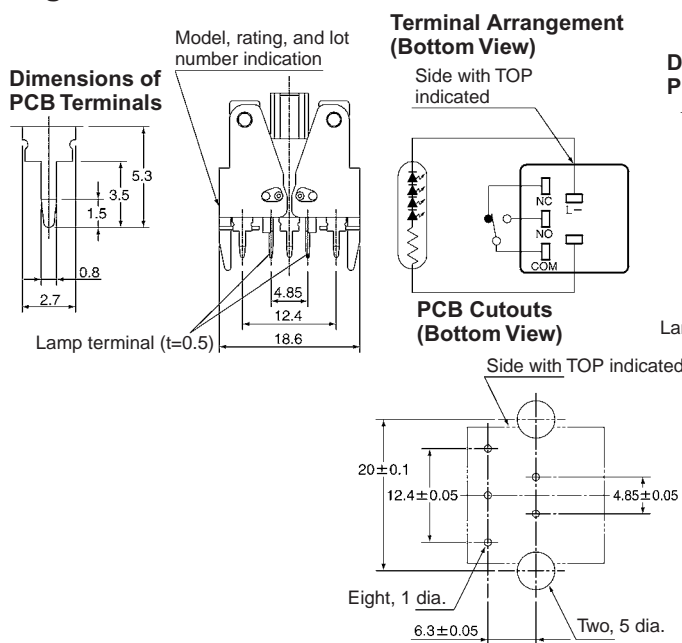 Dimensions of
PCB Terminals
5.3
3.5
1.5
0.8
2.7
Model, rating, and lot
number indication
4.85
12.4
18.6
Lamp terminal (t=0.5)
Terminal Arrangement
(Bottom View)
Side with TOP
indicated
NC
L−
NO
COM
PCB Cutouts
(Bottom View)
Side with TOP indicated
20±0.1
12.4±0.05
4.85±0.05
Eight, 1 dia.
Two, 5 dia.
6.3±0.05
D
P
La